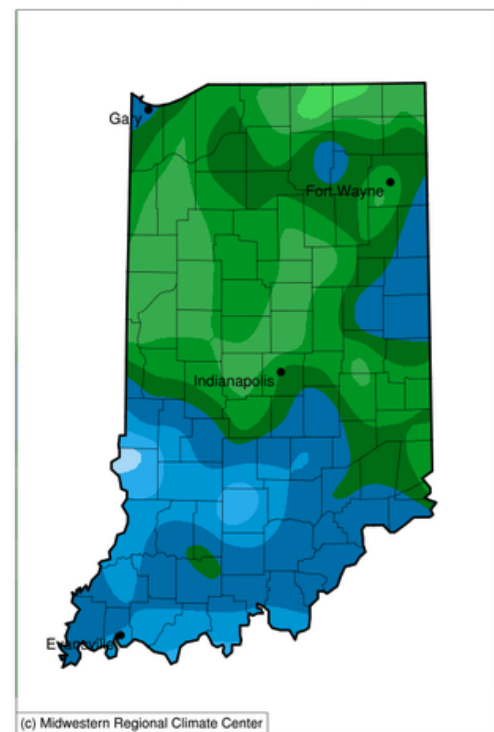 Gary
Fort Wayne
Indianapolis
Evansville
(c) Midwestern Regional Climate Center